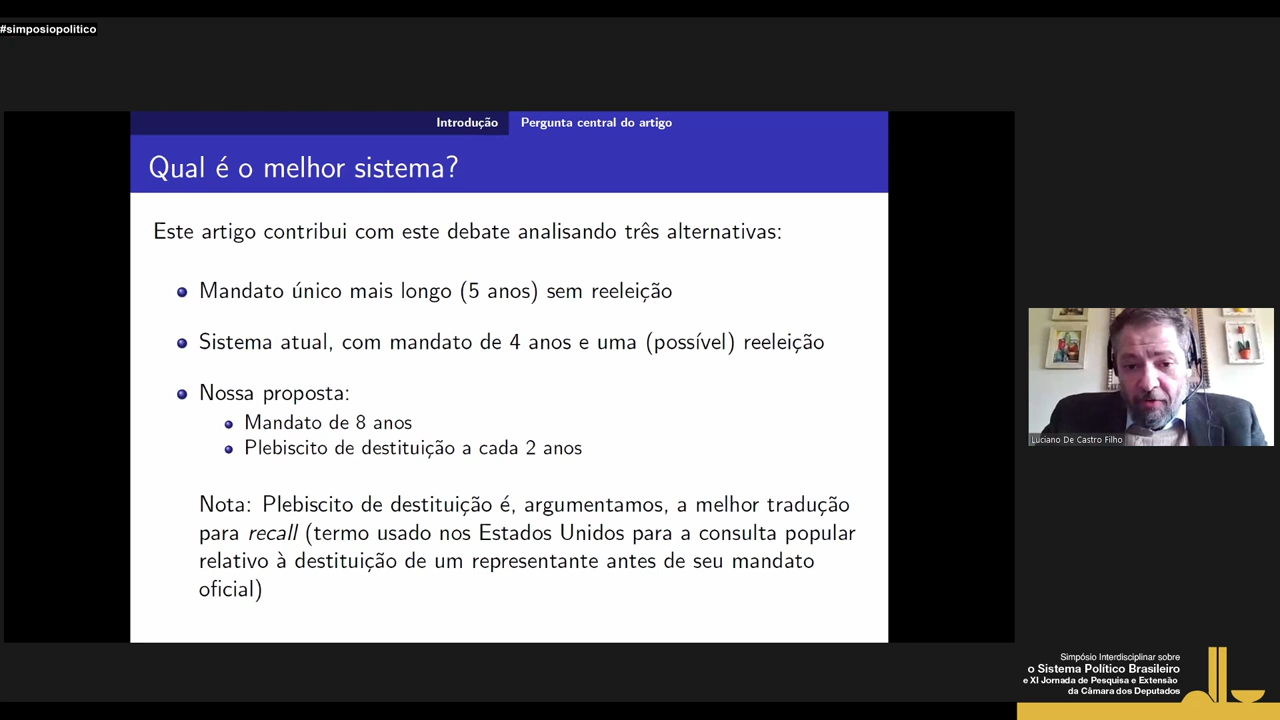 #simposiopolitico
Introdução
Pergunta central do artigo
Qual é o melhor sistema?
Este artigo contribui com este debate analisando três alternativas:
Mandato único mais longo (5 anos) sem reeleição
Sistema atual, com mandato de 4 anos e uma (possível) reeleição
Nossa proposta:
Mandato de 8 anos
Plebiscito de destituição a cada 2 anos
Nota: Plebiscito de destituição é, argumentamos, a melhor tradução
para recall (termo usado nos Estados Unidos para a consulta popular
relativo à destituição de um representante antes de seu mandato
oficial)
Luciano De Castro Filho
Simpósio Interdisciplinar sobre
o Sistema Político Brasileiro
e XI Jornada de Pesquisa e Extensão
da Câmara dos Deputados